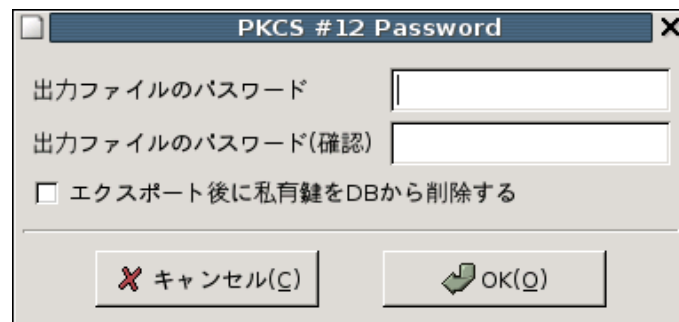 PKCS #12 Password
出力ファイルのパスワード
出力ファイルのパスワード(確認)
エクスポート後に私有鍵をDBから削除する
キャンセル(C) OK(O)